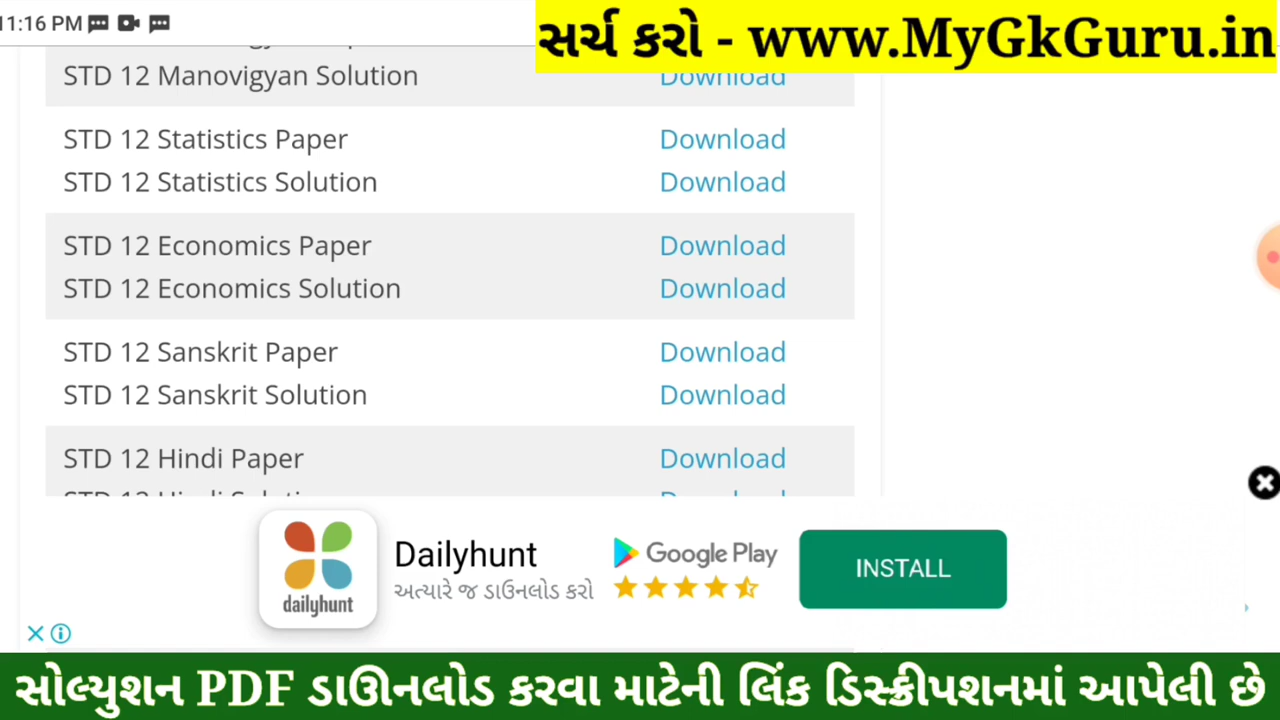 11:16 PM
સર્ચ કરો - www.MyGkGuru.in
STD 12 Manovigyan Solution Download
STD 12 Statistics Paper Download
STD 12 Statistics Solution Download
STD 12 Economics Paper Download
STD 12 Economics Solution Download
STD 12 Sanskrit Paper Download
STD 12 Sanskrit Solution Download
STD 12 Hindi Paper Download
dailyhunt
Dailyhunt
અત્યારે જ ડાઉનલોડ કરો
Google Play
INSTALL
સોલ્યુશન PDF ડાઊનલોડ કરવા માટેની લિંક ડિસ્ક્રીપશનમાં આપેલી છે